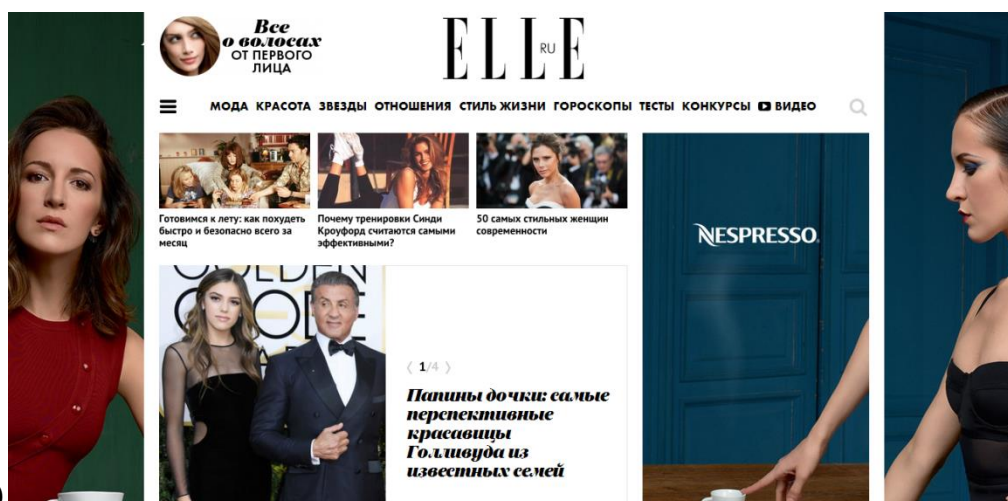 Все
о волосах
ОТ ПЕРВОГО
ЛИЦА
ELLE
RU
МОДА КРАСОТА ЗВЕЗДЫ ОТНОШЕНИЯ СТИЛЬ ЖИЗНИ ГОРОСКОПЫ ТЕСТЫ КОНКУРСЫ ВИДЕО
Готовимся к лету: как похудеть
быстро и безопасно всего за
месяц
Почему тренировки Синди
Кроуфорд считаются самыми
эффективными?
50 самых стильных женщин
современности
NESPRESSO.
GOLDEN
GLOBE
1/4
Папины дочки: самые
перспективные
красавицы
Голливуда из
известных семей